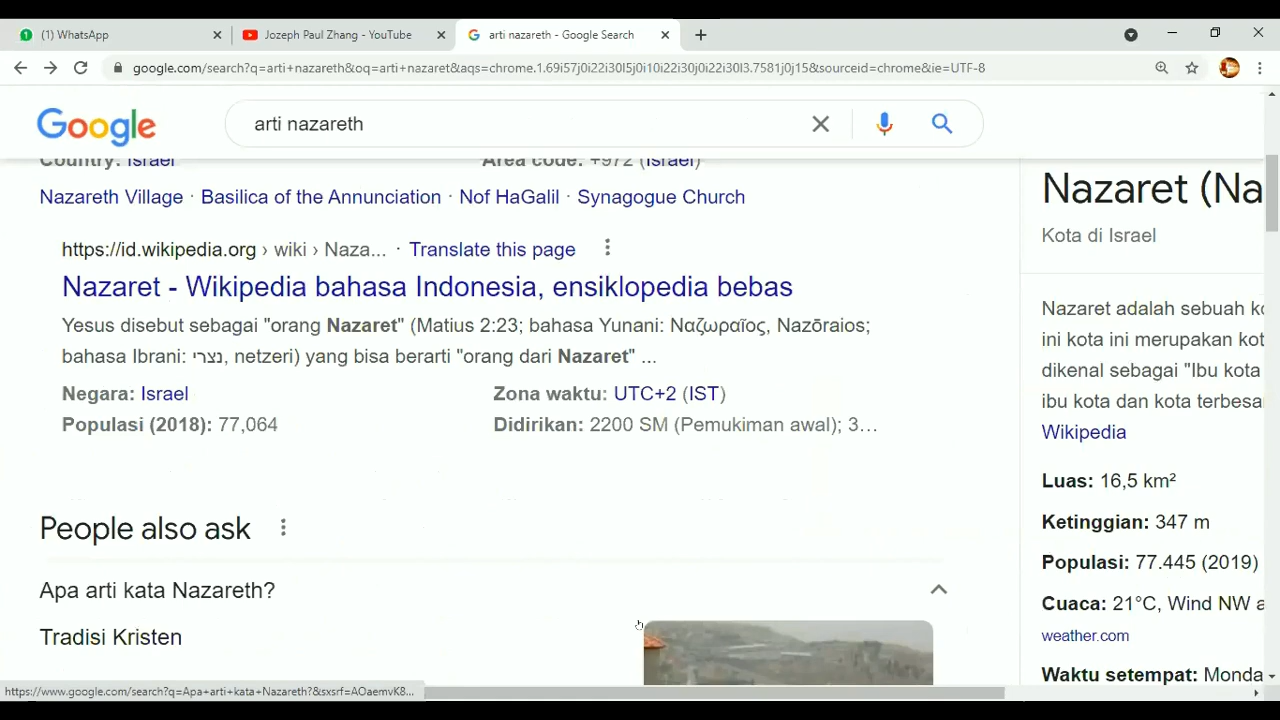 (1) WhatsApp
Jozeph Paul Zhang - YouTube
arti nazareth - Google Search
google.com/search?q=arti+nazareth&oq=arti+nazaret&aqs=chrome.1.69i57j0i22i30l5j0i10i22i30j0i22i30l3.7581j0j15&sourceid=chrome&ie=UTF-8
Google
arti nazareth
Country: Israel
Area code: +972 (Israel)
Nazareth Village · Basilica of the Annunciation · Nof HaGalil · Synagogue Church
https://id.wikipedia.org › wiki › Naza... · Translate this page
Nazaret - Wikipedia bahasa Indonesia, ensiklopedia bebas
Yesus disebut sebagai "orang Nazaret" (Matius 2:23; bahasa Yunani: Ναζωραῖος, Nazōraios;
bahasa Ibrani: נצרי, netzeri) yang bisa berarti "orang dari Nazaret" ...
Negara: Israel
Zona waktu: UTC+2 (IST)
Populasi (2018): 77,064
Didirikan: 2200 SM (Pemukiman awal); 3…
People also ask
Apa arti kata Nazareth?
Tradisi Kristen
Nazaret (Na
Kota di Israel
Nazaret adalah sebuah ko
ini kota ini merupakan kot
dikenal sebagai "Ibu kota
ibu kota dan kota terbesa
Wikipedia
Luas: 16,5 km²
Ketinggian: 347 m
Populasi: 77.445 (2019)
Cuaca: 21°C, Wind NW a
weather.com
Waktu setempat: Monda
https://www.google.com/search?q=Apa+arti+kata+Nazareth?&sxsrf=AOaemvK8...